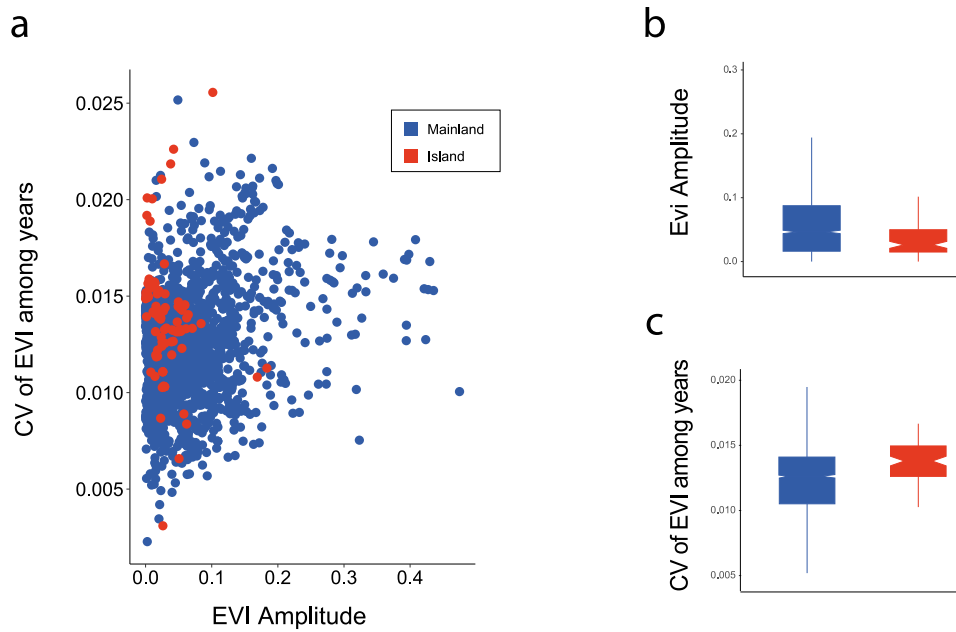 a
CV of EVI among years
0.025
0.020
0.015
0.010
0.005
0.0
0.1
0.2
0.3
0.4
EVI Amplitude
Mainland
Island
b
Evi Amplitude
0.3
0.2
0.1
0.0
c
CV of EVI among years
0.020
0.015
0.010
0.005